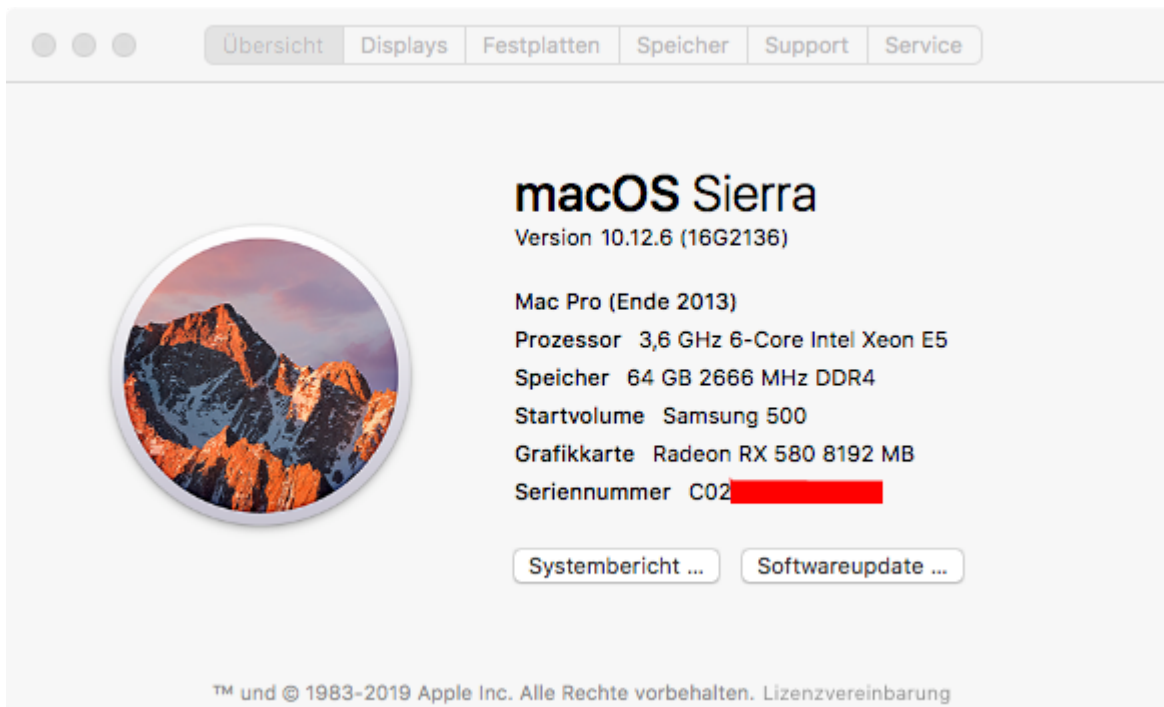 Übersicht Displays Festplatten Speicher Support Service
macOS Sierra
Version 10.12.6 (16G2136)
Mac Pro (Ende 2013)
Prozessor 3,6 GHz 6-Core Intel Xeon E5
Speicher 64 GB 2666 MHz DDR4
Startvolume Samsung 500
Grafikkarte Radeon RX 580 8192 MB
Seriennummer C02
Systembericht ... Softwareupdate ...
™ und © 1983-2019 Apple Inc. Alle Rechte vorbehalten. Lizenzvereinbarung